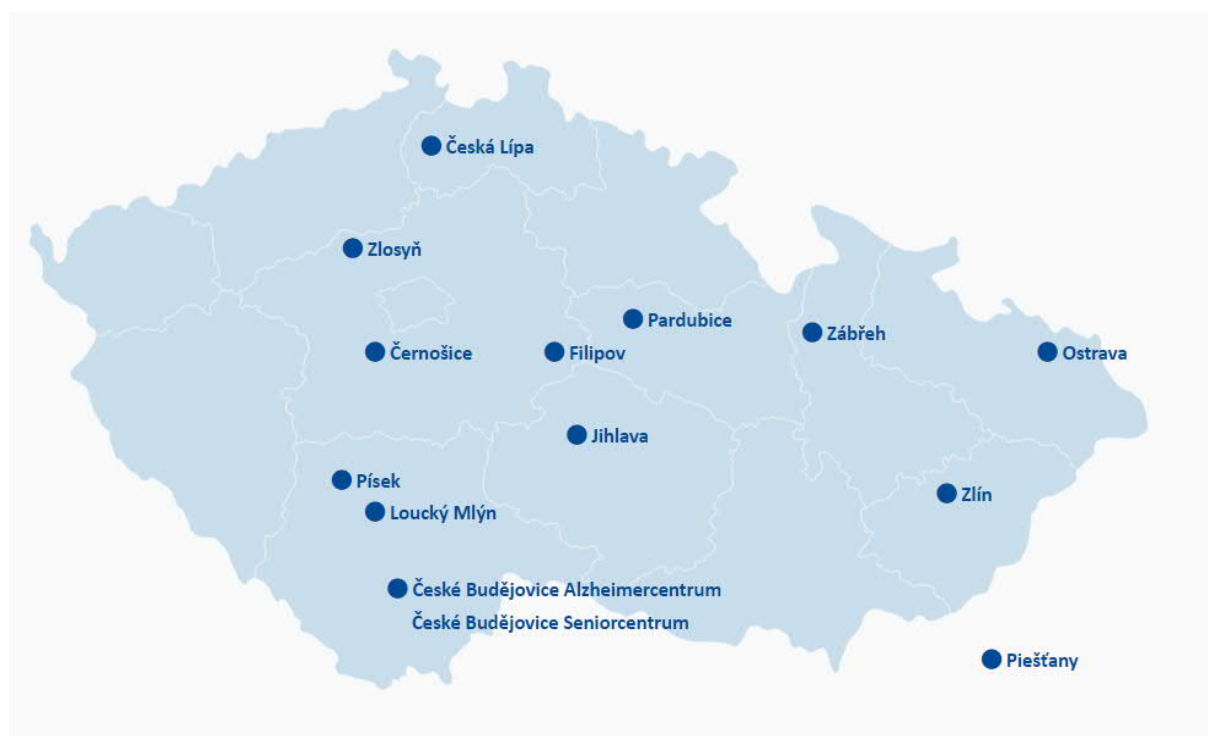 Česká Lípa
Zlosyň
Pardubice
Zábřeh
Černošice
Filipov
Ostrava
Jihlava
Písek
Zlín
Loucký Mlýn
České Budějovice Alzheimercentrum
České Budějovice Seniorcentrum
Piešťany